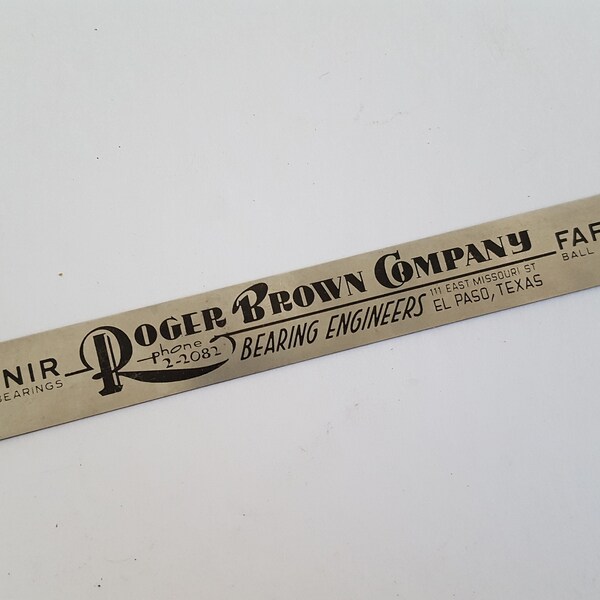 NIR
BEARINGS
ROGER BROWN COMPANY
phone
2-2082
BEARING ENGINEERS
111 EAST MISSOURI ST
EL PASO, TEXAS
FAF
BALL